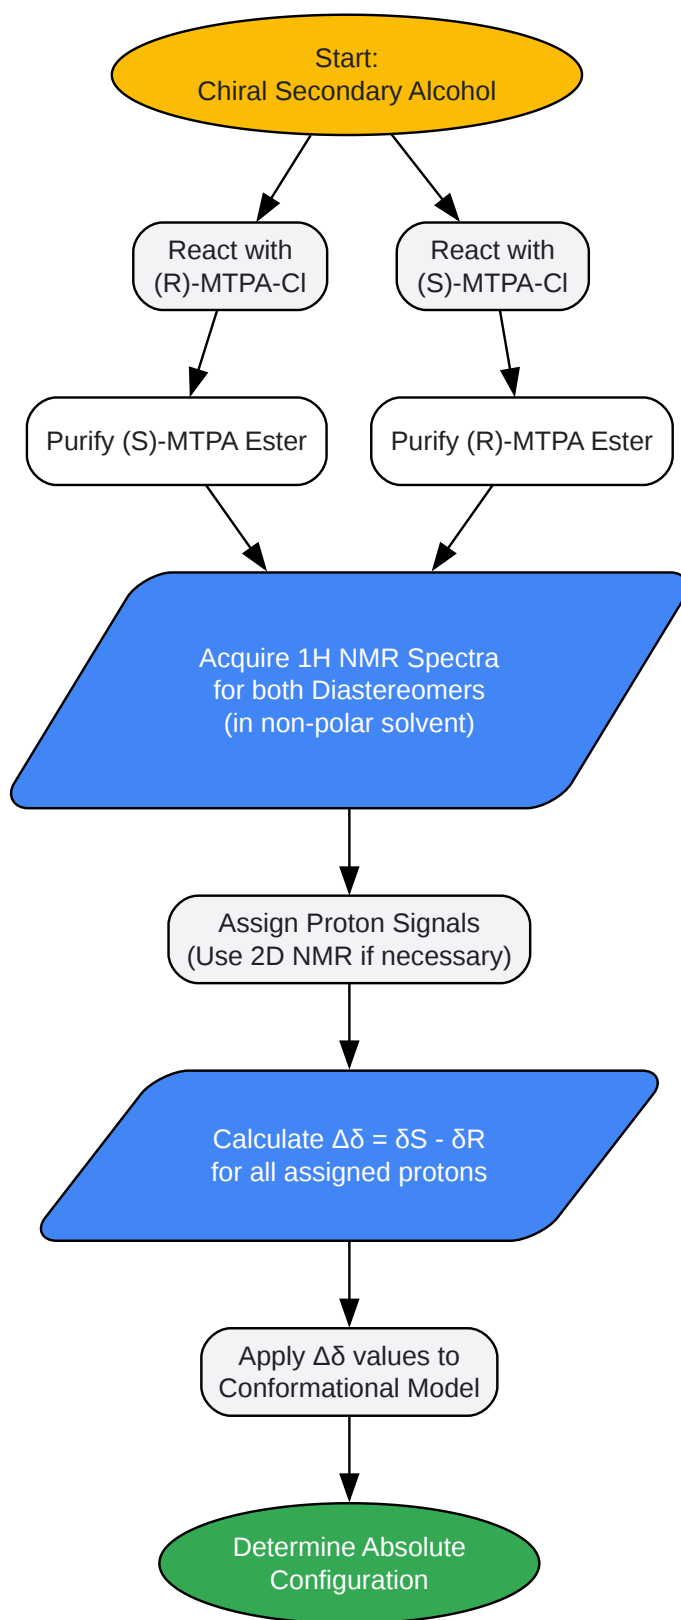 Start:
Chiral Secondary Alcohol
React with
(R)-MTPA-Cl
React with
(S)-MTPA-Cl
Purify (S)-MTPA Ester
Purify (R)-MTPA Ester
Acquire 1H NMR Spectra
for both Diastereomers
(in non-polar solvent)
Assign Proton Signals
(Use 2D NMR if necessary)
Calculate Δδ = δS - δR
for all assigned protons
Apply Δδ values to
Conformational Model
Determine Absolute
Configuration